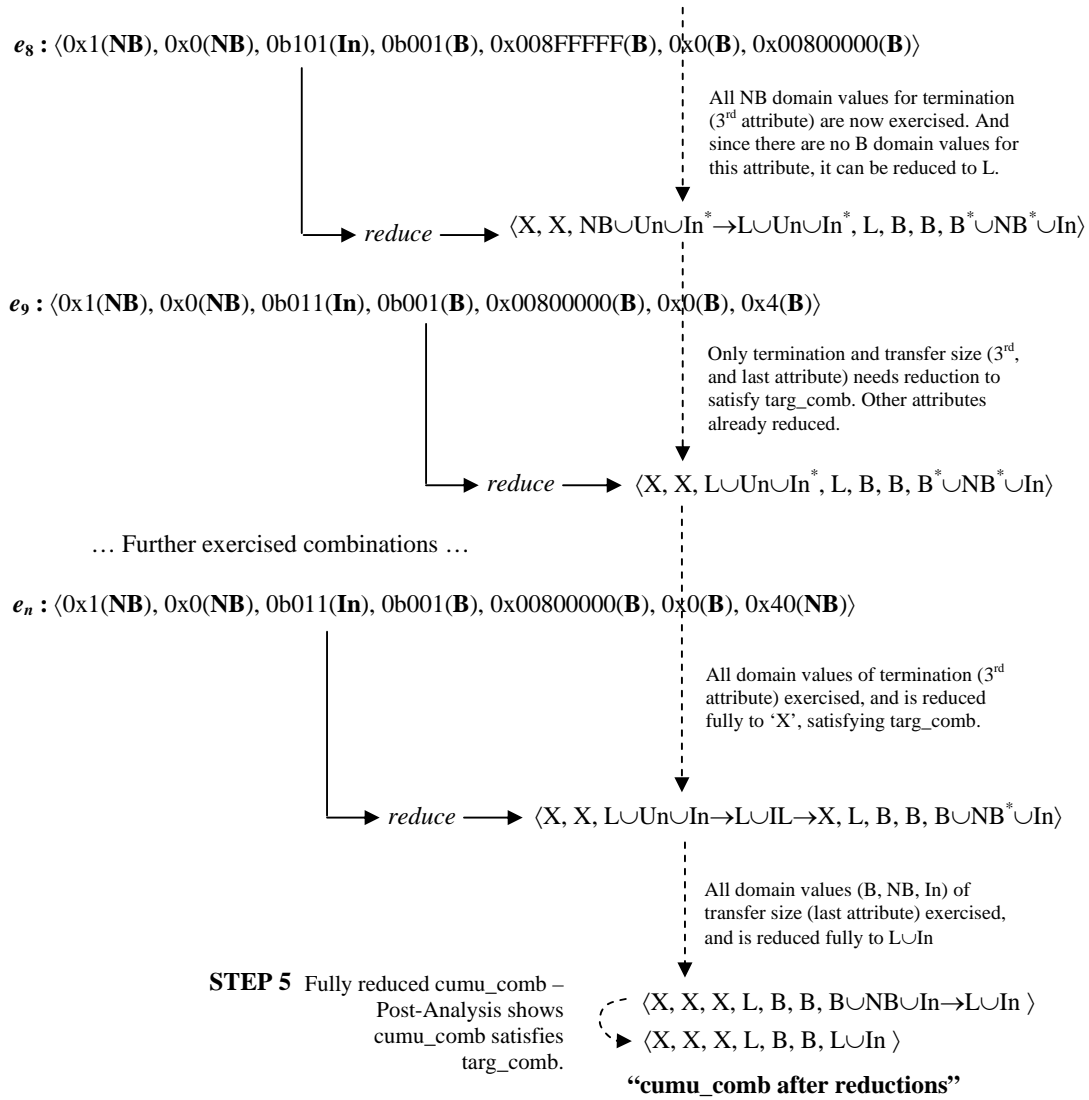 e₈ : ⟨0x1(NB), 0x0(NB), 0b101(In), 0b001(B), 0x008FFFFF(B), 0x0(B), 0x00800000(B)⟩
All NB domain values for termination
(3rd attribute) are now exercised. And
since there are no B domain values for
this attribute, it can be reduced to L.
reduce
⟨X, X, NB∪Un∪In*→L∪Un∪In*, L, B, B, B*∪NB*∪In⟩
e₉ : ⟨0x1(NB), 0x0(NB), 0b011(In), 0b001(B), 0x00800000(B), 0x0(B), 0x4(B)⟩
Only termination and transfer size (3rd,
and last attribute) needs reduction to
satisfy targ_comb. Other attributes
already reduced.
reduce
⟨X, X, L∪Un∪In*, L, B, B, B*∪NB*∪In⟩
… Further exercised combinations …
eₙ : ⟨0x1(NB), 0x0(NB), 0b011(In), 0b001(B), 0x00800000(B), 0x0(B), 0x40(NB)⟩
All domain values of termination (3rd
attribute) exercised, and is reduced
fully to ‘X’, satisfying targ_comb.
reduce
⟨X, X, L∪Un∪In→L∪IL→X, L, B, B, B∪NB*∪In⟩
All domain values (B, NB, In) of
transfer size (last attribute) exercised,
and is reduced fully to L∪In
STEP 5 Fully reduced cumu_comb –
Post-Analysis shows
cumu_comb satisfies
targ_comb.
⟨X, X, X, L, B, B, B∪NB∪In→L∪In ⟩
⟨X, X, X, L, B, B, L∪In ⟩
“cumu_comb after reductions”